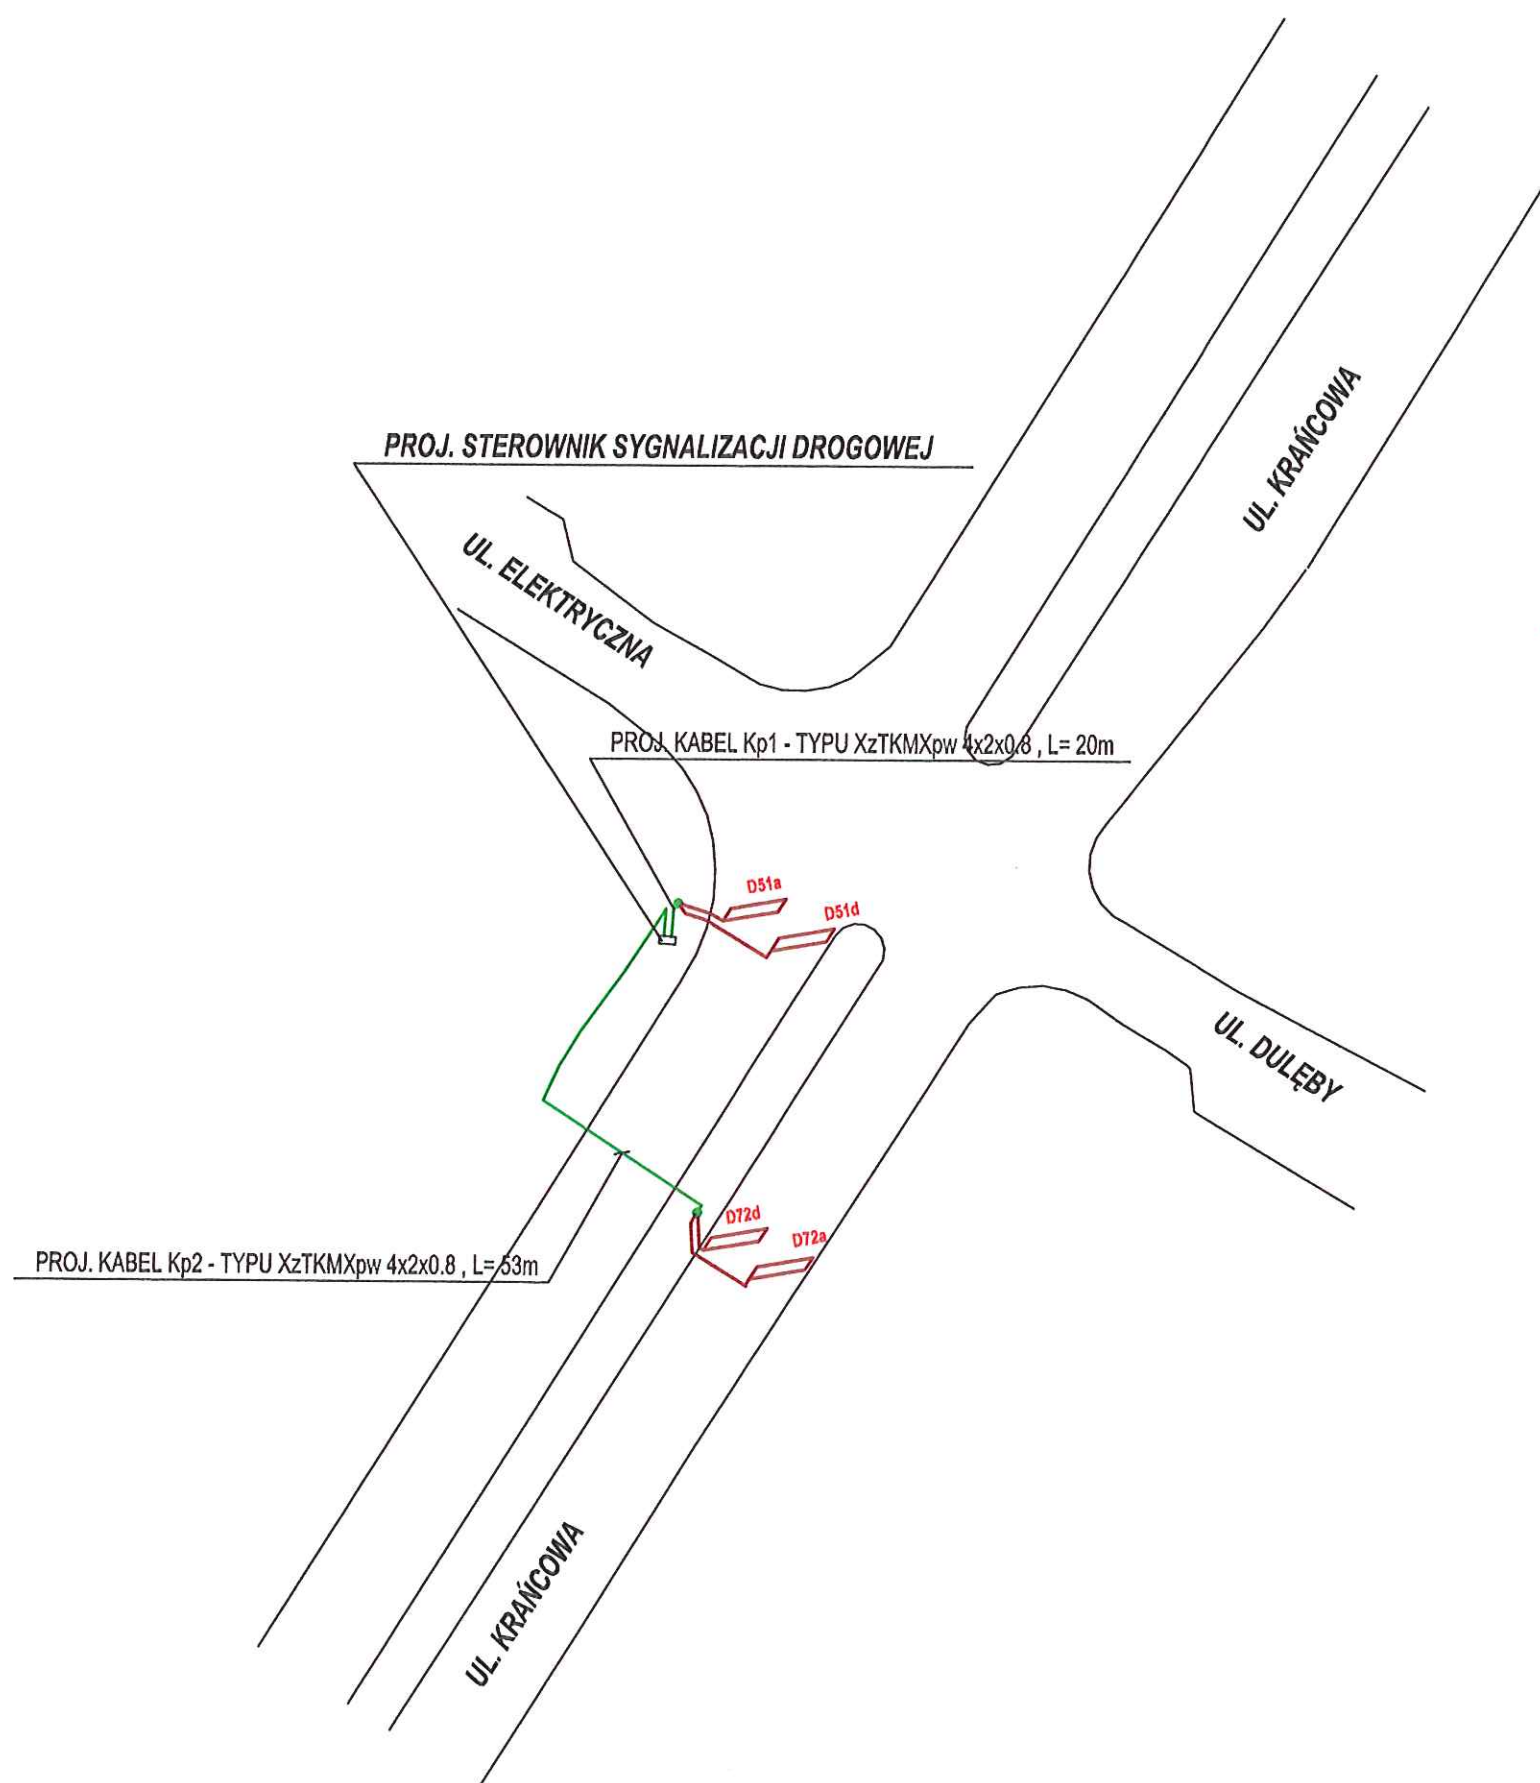 UL. KRAŃCOWA
PROJ. STEROWNIK SYGNALIZACJI DROGOWEJ
UL. ELEKTRYCZNA
PROJ. KABEL Kp1 - TYPU XzTKMXpw 4x2x0.8 , L= 20m
D51a
D51d
UL. DULĘBY
D72d
D72a
PROJ. KABEL Kp2 - TYPU XzTKMXpw 4x2x0.8 , L= 53m
UL. KRAŃCOWA